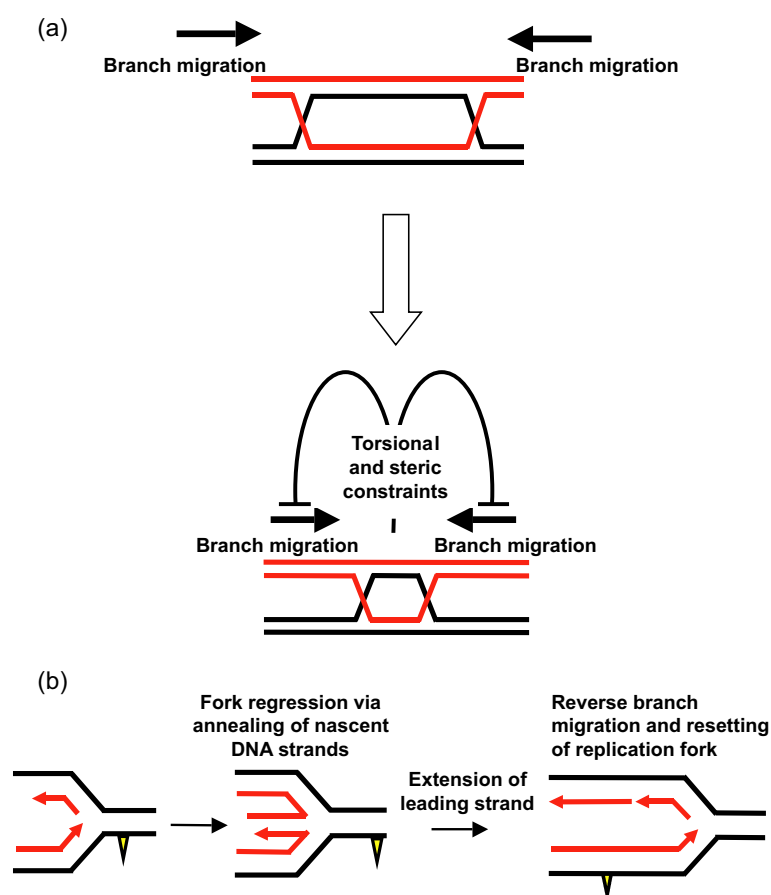 (a)
Branch migration
Branch migration
Torsional
and steric
constraints
Branch migration
Branch migration
(b)
Fork regression via
annealing of nascent
DNA strands
Extension of
leading strand
Reverse branch
migration and resetting
of replication fork